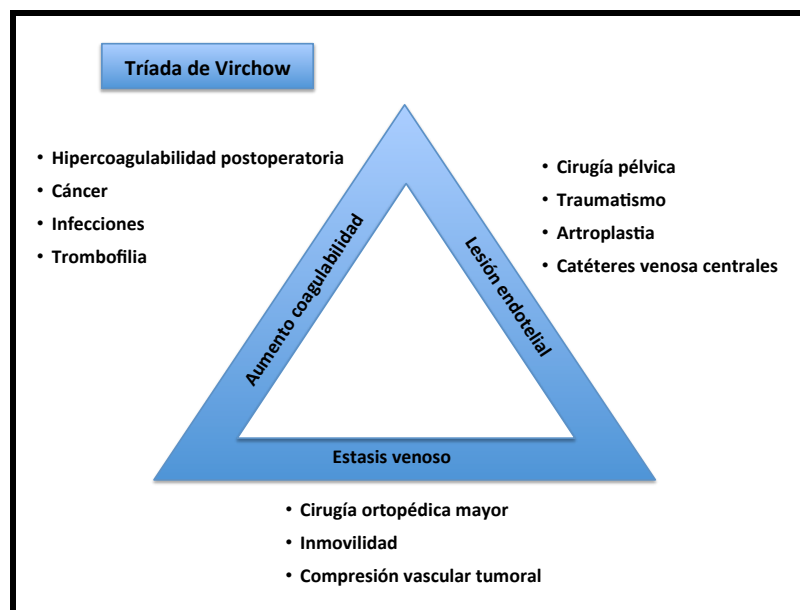 Tríada de Virchow
• Hipercoagulabilidad postoperatoria
• Cáncer
• Infecciones
• Trombofilia
• Cirugía pélvica
• Traumatismo
• Artroplastia
• Catéteres venosa centrales
Aumento coagulabilidad
Lesión endotelial
Estasis venoso
• Cirugía ortopédica mayor
• Inmovilidad
• Compresión vascular tumoral